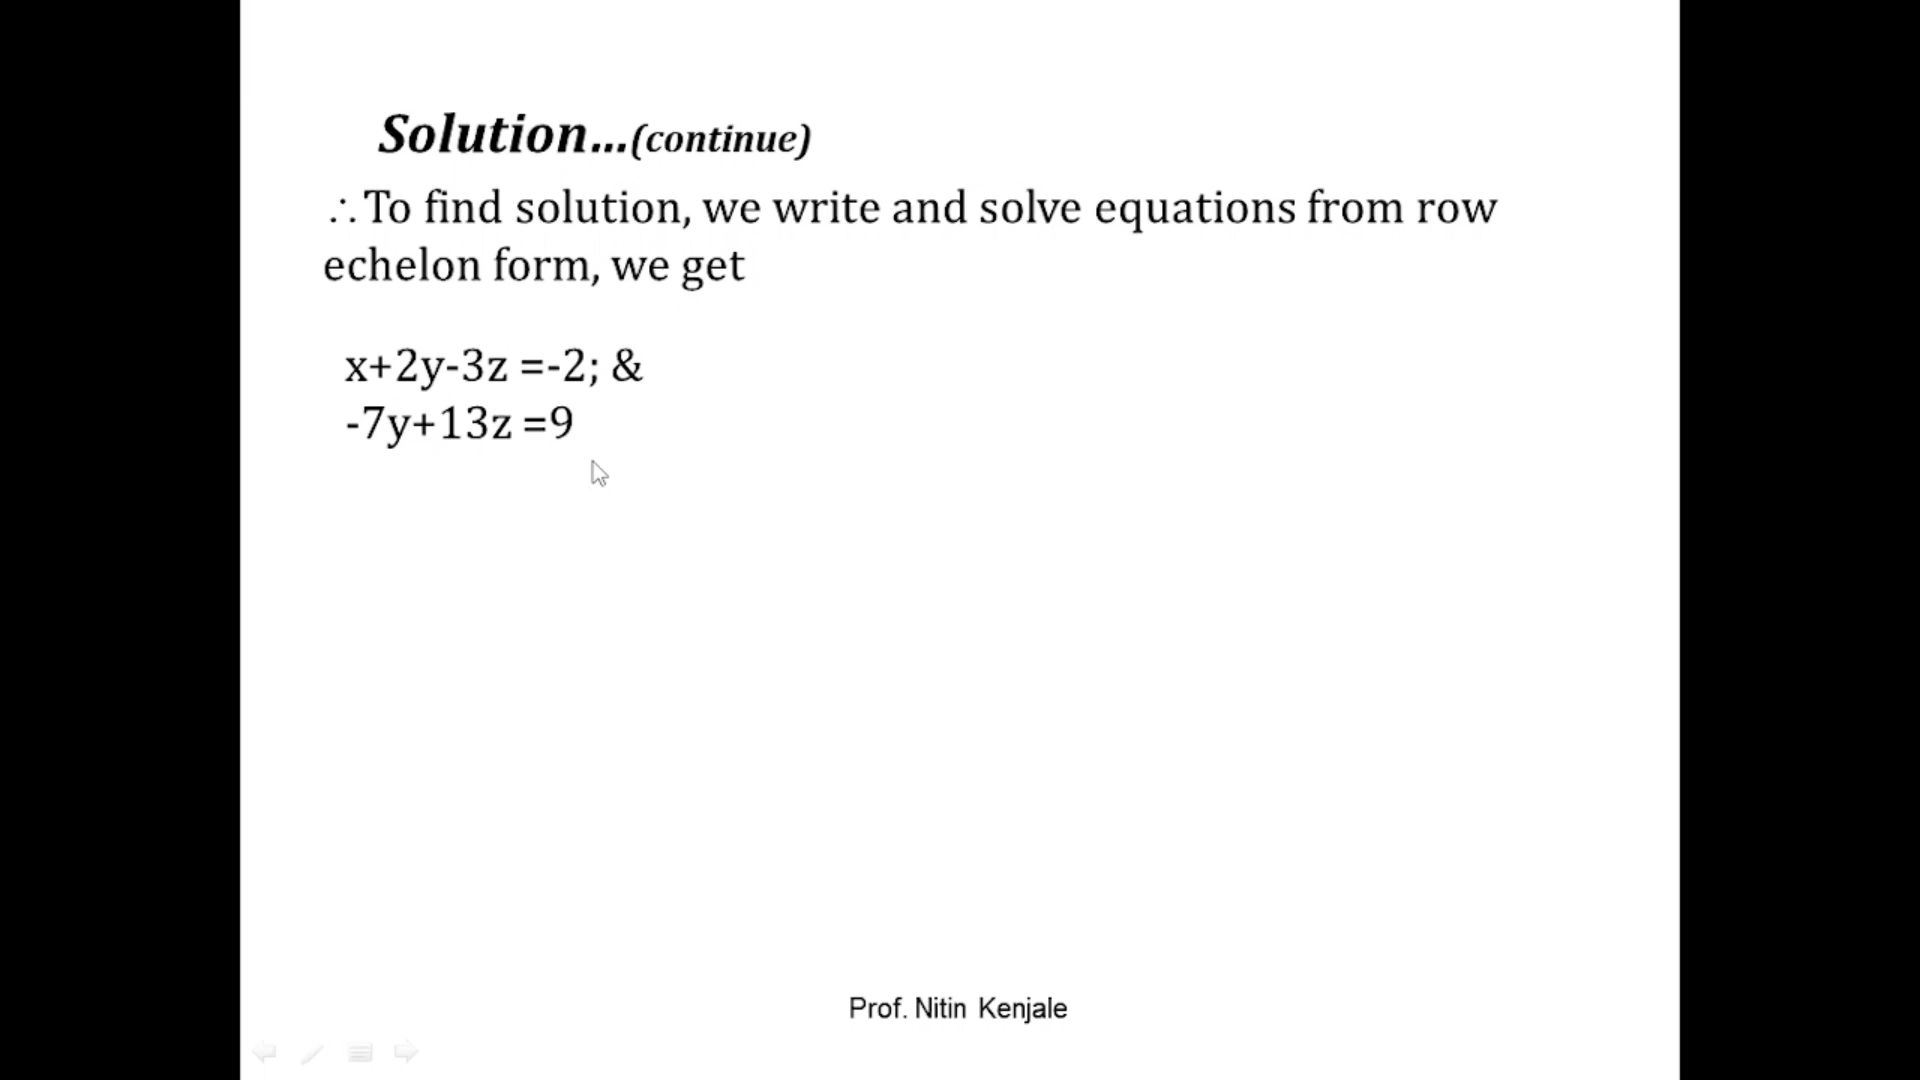 Solution...(continue)
∴To find solution, we write and solve equations from row
echelon form, we get
x+2y-3z =-2; &
-7y+13z =9
Prof. Nitin Kenjale